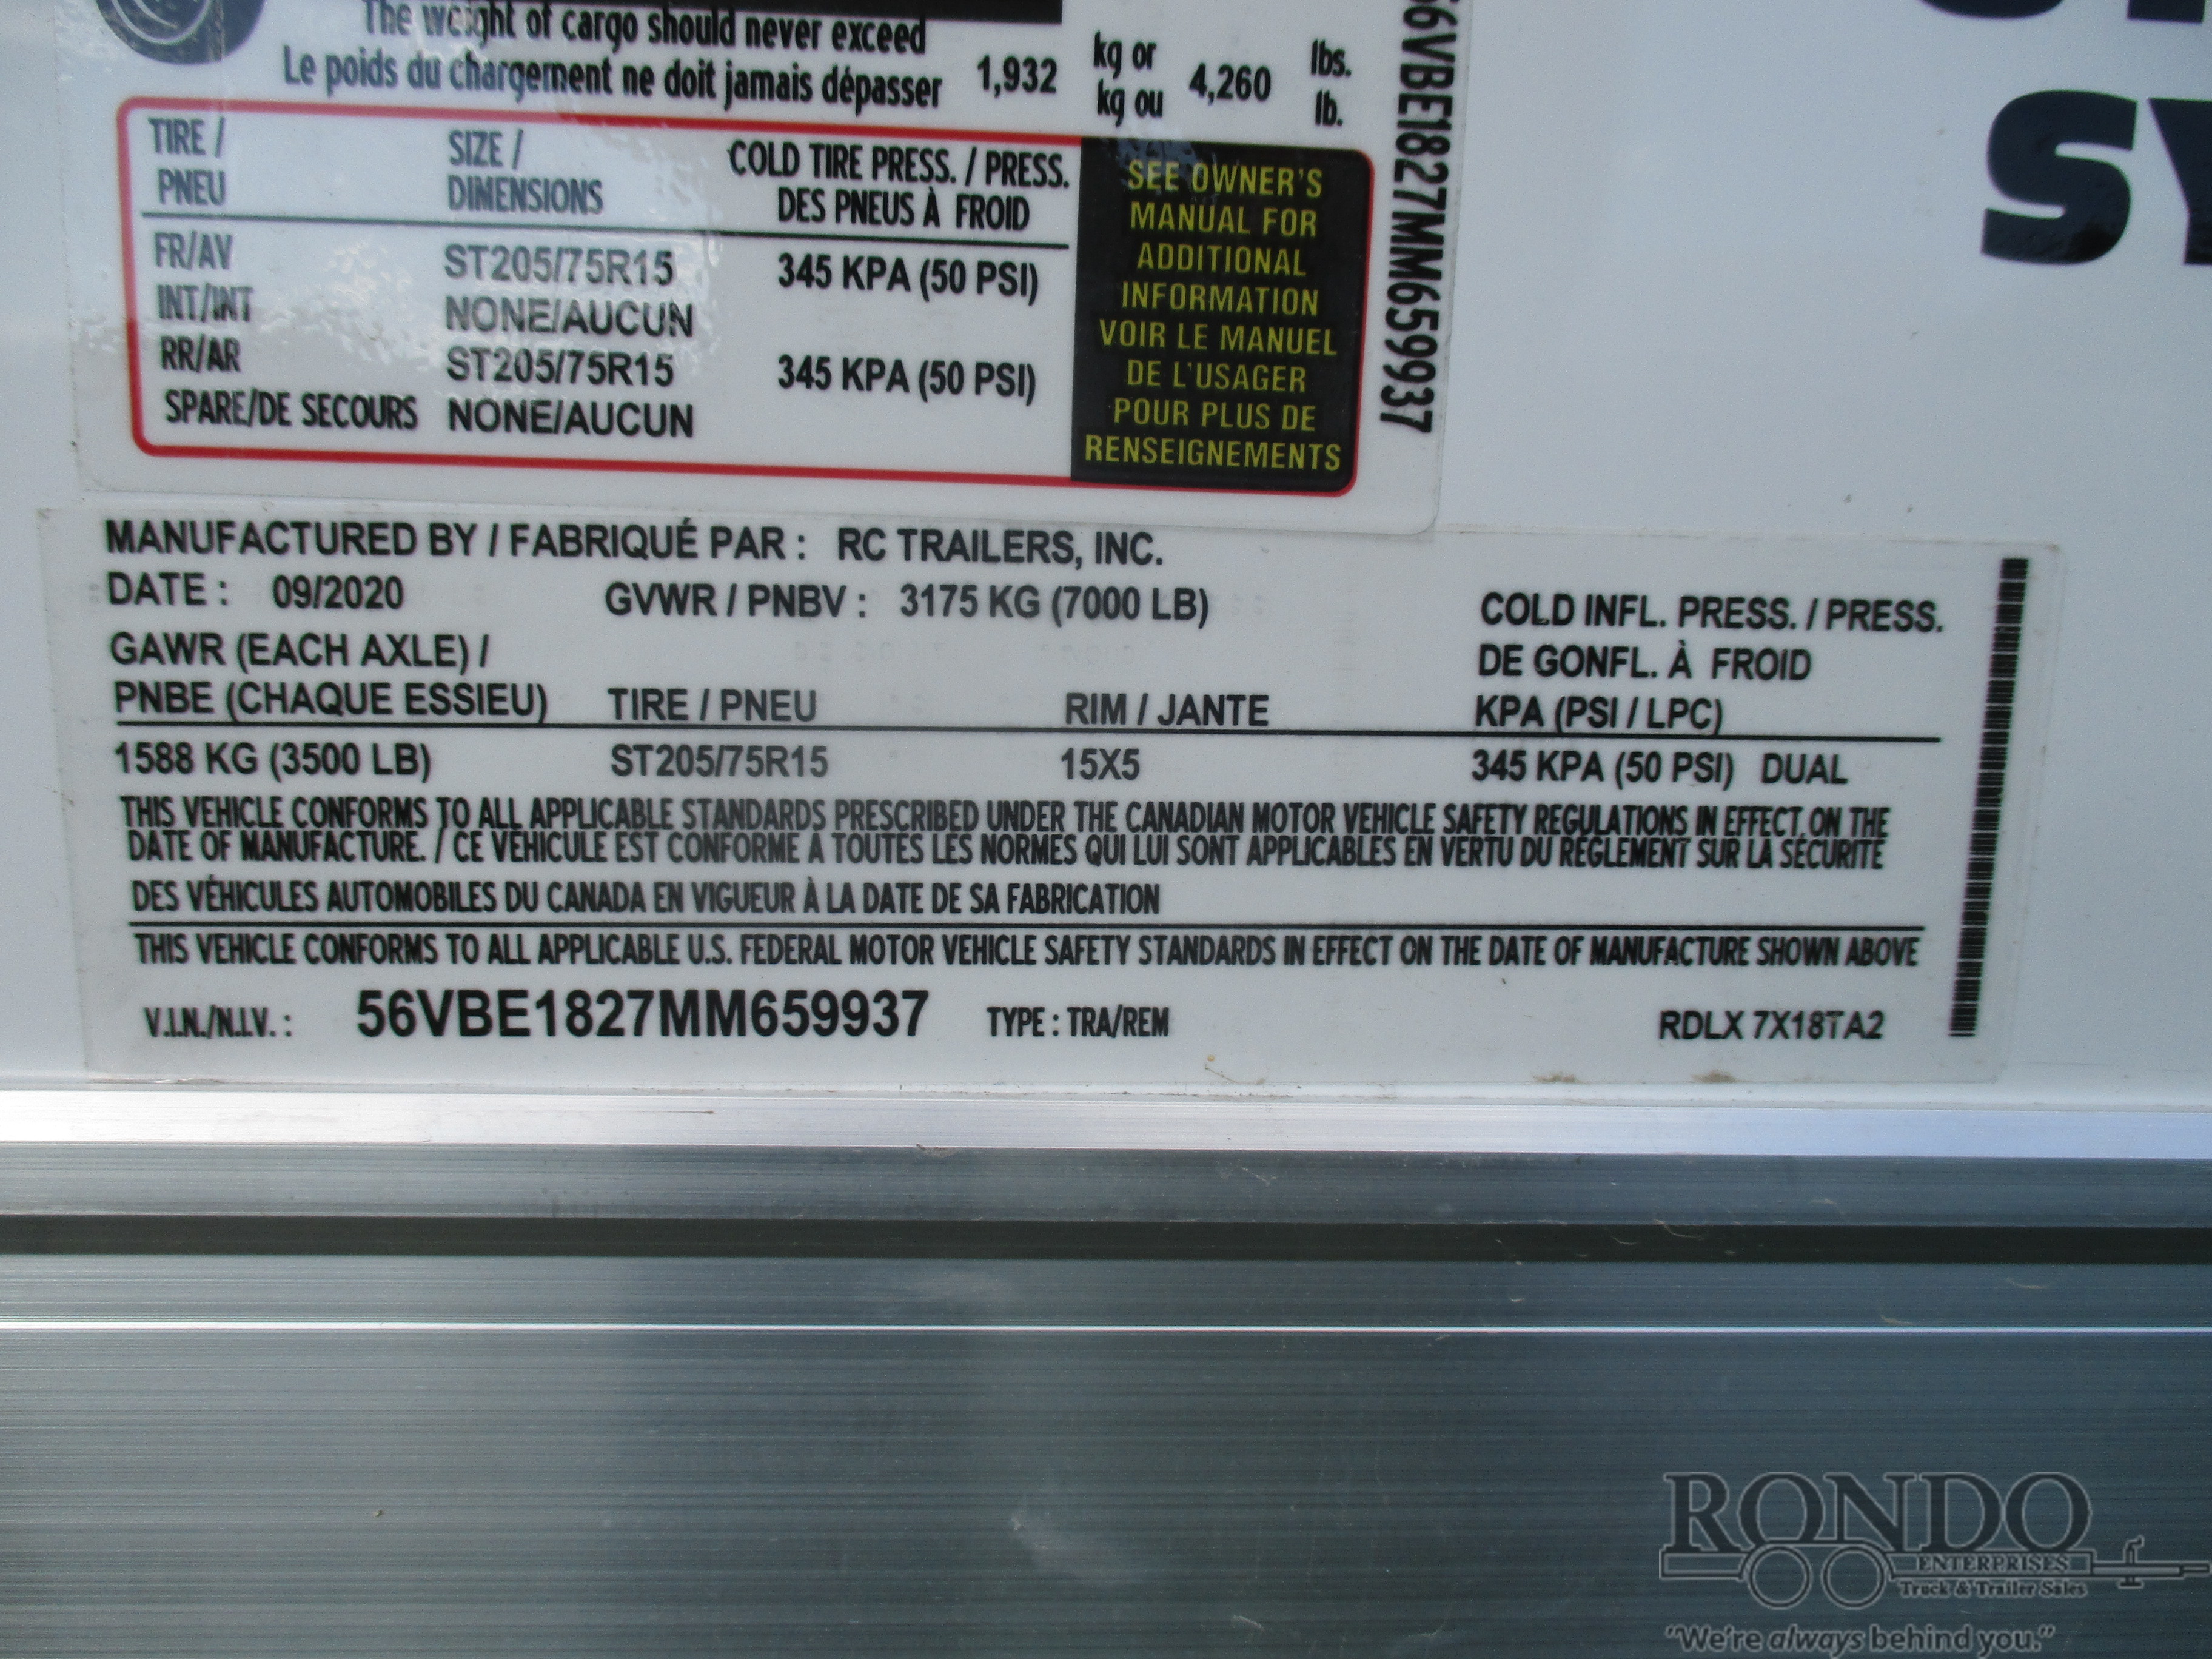 The weight of cargo should never exceed
Le poids du chargement ne doit jamais dépasser 1,932 kg or kg ou 4,260 lbs. lb.
TIRE / PNEU
SIZE / DIMENSIONS
COLD TIRE PRESS. / PRESS. DES PNEUS À FROID
FR/AV ST205/75R15 345 KPA (50 PSI)
INT/INT NONE/AUCUN
RR/AR ST205/75R15 345 KPA (50 PSI)
SPARE/DE SECOURS NONE/AUCUN
SEE OWNER'S
MANUAL FOR
ADDITIONAL
INFORMATION
VOIR LE MANUEL
DE L'USAGER
POUR PLUS DE
RENSEIGNEMENTS
56VBE1827MM659937
SY
MANUFACTURED BY / FABRIQUÉ PAR : RC TRAILERS, INC.
DATE : 09/2020 GVWR / PNBV : 3175 KG (7000 LB)
GAWR (EACH AXLE) /
PNBE (CHAQUE ESSIEU) TIRE / PNEU RIM / JANTE
COLD INFL. PRESS. / PRESS.
DE GONFL. À FROID
KPA (PSI / LPC)
1588 KG (3500 LB) ST205/75R15 15X5 345 KPA (50 PSI) DUAL
THIS VEHICLE CONFORMS TO ALL APPLICABLE STANDARDS PRESCRIBED UNDER THE CANADIAN MOTOR VEHICLE SAFETY REGULATIONS IN EFFECT ON THE
DATE OF MANUFACTURE. / CE VÉHICULE EST CONFORME À TOUTES LES NORMES QUI LUI SONT APPLICABLES EN VERTU DU RÈGLEMENT SUR LA SÉCURITÉ
DES VÉHICULES AUTOMOBILES DU CANADA EN VIGUEUR À LA DATE DE SA FABRICATION
THIS VEHICLE CONFORMS TO ALL APPLICABLE U.S. FEDERAL MOTOR VEHICLE SAFETY STANDARDS IN EFFECT ON THE DATE OF MANUFACTURE SHOWN ABOVE
V.I.N./N.I.V. : 56VBE1827MM659937 TYPE : TRA/REM RDLX 7X18TA2
RONDO
ENTERPRISES
Truck & Trailer Sales
"We're always behind you."